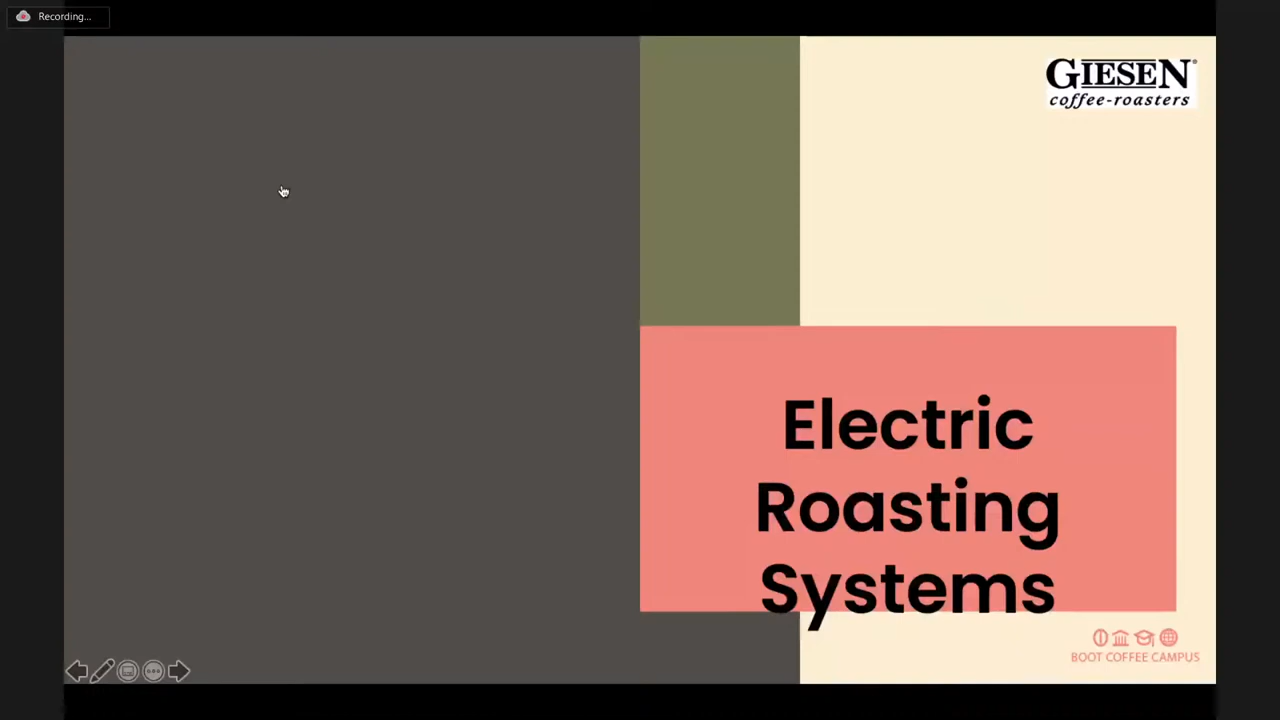 Recording...
GIESEN®
coffee-roasters
Electric
Roasting
Systems
BOOT COFFEE CAMPUS